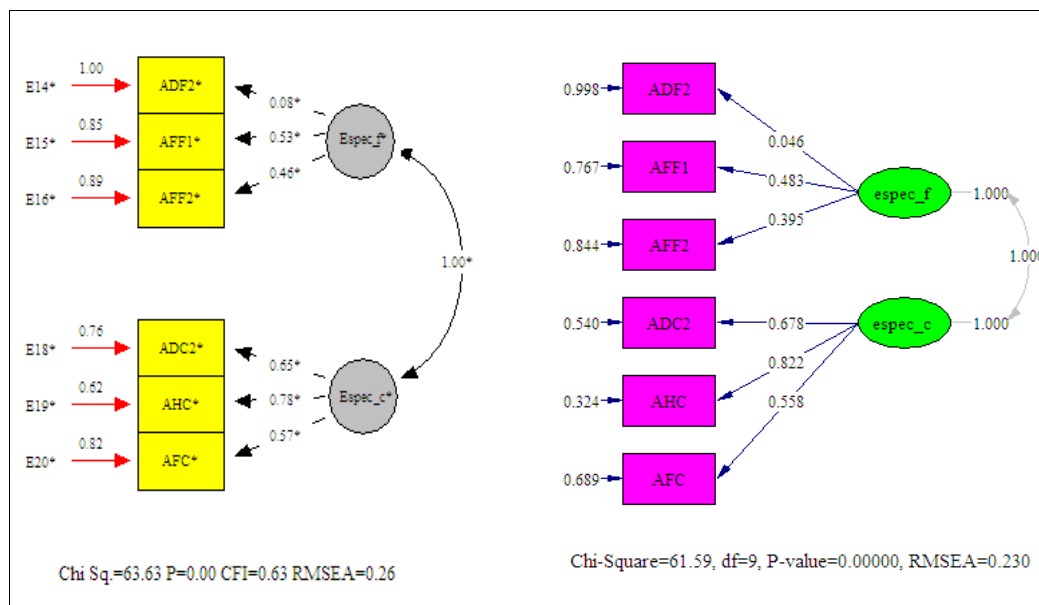 1.00
E14*
ADF2*
0.08*
0.85
E15*
AFF1*
0.53*
Espec_f*
0.89
E16*
AFF2*
0.46*
1.00*
0.76
E18*
ADC2*
0.65*
0.62
E19*
AHC*
0.78*
Espec_c*
0.82
E20*
AFC*
0.57*
Chi Sq.=63.63 P=0.00 CFI=0.63 RMSEA=0.26
0.998
ADF2
0.046
0.767
AFF1
0.483
espec_f
1.000
0.844
AFF2
0.395
1.000
0.540
ADC2
0.678
espec_c
1.000
0.822
0.324
AHC
0.558
0.689
AFC
Chi-Square=61.59, df=9, P-value=0.00000, RMSEA=0.230